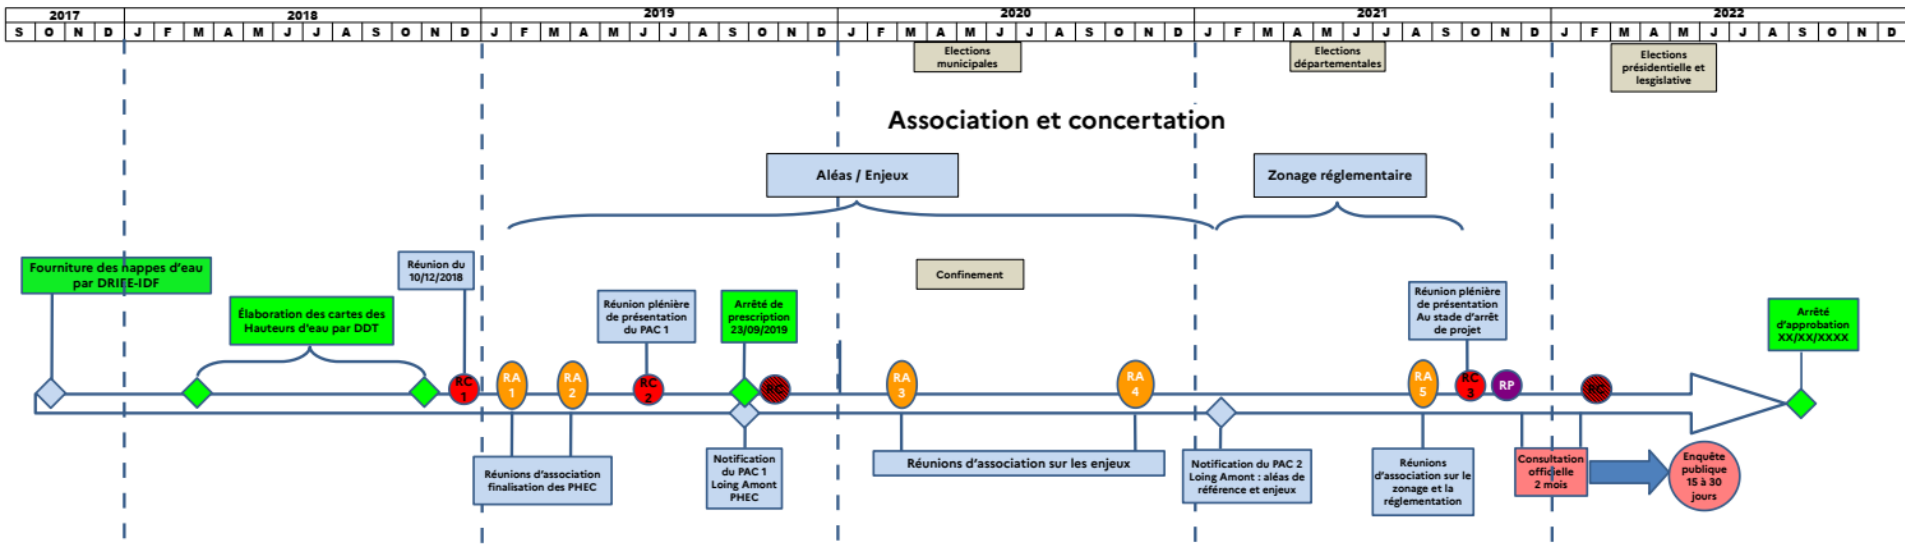 2017 2018 2019 2020 2021 2022
S O N D J F M A M J J A S O N D J F M A M J J A S O N D J F M A M J J A S O N D J F M A M J J A S O N D J F M A M J J A S O N D
Elections
municipales
Elections
départementales
Elections
présidentielle et
lesgislative
Association et concertation
Aléas / Enjeux
Zonage réglementaire
Fourniture des nappes d'eau
par DRIEE-IDF
Élaboration des cartes des
Hauteurs d'eau par DDT
Réunion du
10/12/2018
Réunion plénière
de présentation
du PAC 1
Arrêté de
prescription
23/09/2019
Confinement
Réunion plénière
de présentation
Au stade d'arrêt
de projet
Arrêté
d'approbation
XX/XX/XXXX
RC
1
RA
1
RA
2
RC
2
RC
RA
3
RA
4
RA
5
RC
3
RP
RC
Réunions d'association
finalisation des PHEC
Notification
du PAC 1
Loing Amont
PHEC
Réunions d'association sur les enjeux
Notification du PAC 2
Loing Amont : aléas de
référence et enjeux
Réunions
d'association sur le
zonage et la
réglementation
Consultation
officielle
2 mois
Enquête
publique
15 à 30
jours